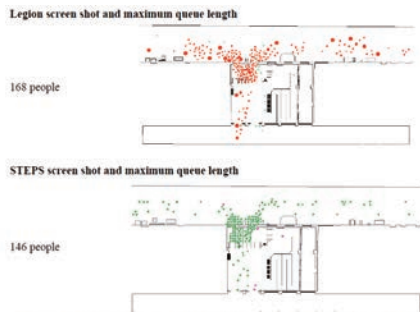 Legion screen shot and maximum queue length
168 people
STEPS screen shot and maximum queue length
146 people